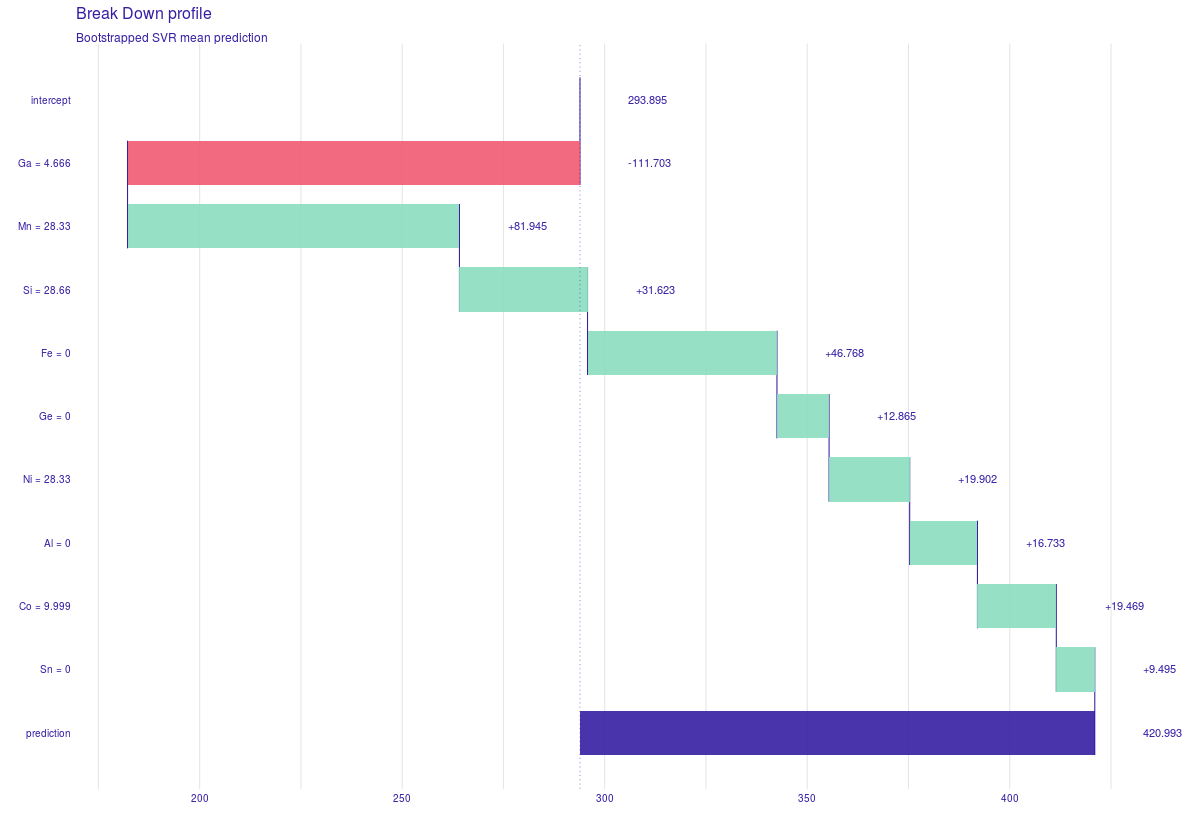 Break Down profile
Bootstrapped SVR mean prediction
intercept 293.895
Ga = 4.666 -111.703
Mn = 28.33 +81.945
Si = 28.66 +31.623
Fe = 0 +46.768
Ge = 0 +12.865
Ni = 28.33 +19.902
Al = 0 +16.733
Co = 9.999 +19.469
Sn = 0 +9.495
prediction 420.993
200 250 300 350 400